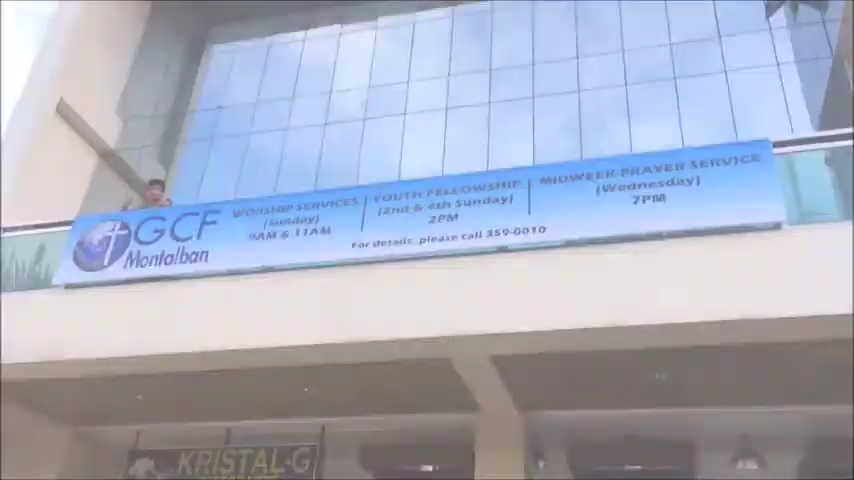 GCF
Montalban
WORSHIP SERVICES
(Sunday)
9AM & 11AM
YOUTH FELLOWSHIP
(2nd & 4th Sunday)
2PM
MIDWEEK PRAYER SERVICE
(Wednesday)
7PM
For details, please call 359-0010
KRISTAL-G